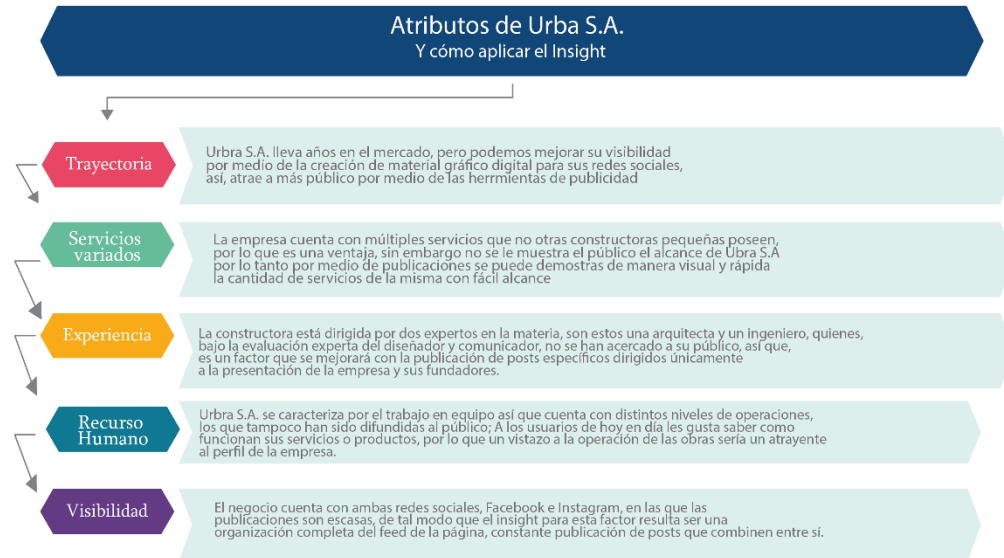 Atributos de Urba S.A.
Y cómo aplicar el Insight
Trayectoria
Urbra S.A. lleva años en el mercado, pero podemos mejorar su visibilidad
por medio de la creación de material gráfico digital para sus redes sociales,
así, atrae a más público por medio de las herrmientas de publicidad
Servicios
variados
La empresa cuenta con múltiples servicios que no otras constructoras pequeñas poseen,
por lo que es una ventaja, sin embargo no se le muestra el público el alcance de Ubra S.A
por lo tanto por medio de publicaciones se puede demostras de manera visual y rápida
la cantidad de servicios de la misma con fácil alcance
Experiencia
La constructora está dirigida por dos expertos en la materia, son estos una arquitecta y un ingeniero, quienes,
bajo la evaluación experta del diseñador y comunicador, no se han acercado a su público, así que,
es un factor que se mejorará con la publicación de posts específicos dirigidos únicamente
a la presentación de la empresa y sus fundadores.
Recurso
Humano
Urbra S.A. se caracteriza por el trabajo en equipo así que cuenta con distintos niveles de operaciones,
los que tampoco han sido difundidas al público; A los usuarios de hoy en día les gusta saber como
funcionan sus servicios o productos, por lo que un vistazo a la operación de las obras sería un atrayente
al perfil de la empresa.
Visibilidad
El negocio cuenta con ambas redes sociales, Facebook e Instagram, en las que las
publicaciones son escasas, de tal modo que el insight para esta factor resulta ser una
organización completa del feed de la página, constante publicación de posts que combinen entre sí.